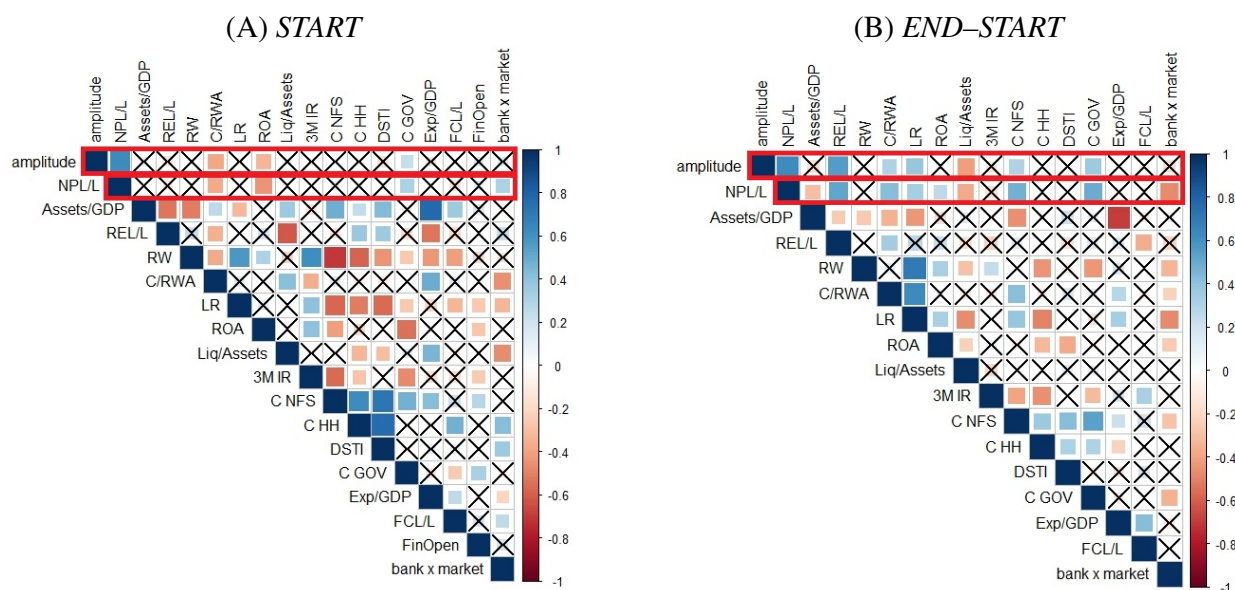 (A) START
(B) END–START
amplitude
NPL/L
Assets/GDP
REL/L
RW
C/RWA
LR
ROA
Liq/Assets
3M IR
C NFS
C HH
DSTI
C GOV
Exp/GDP
FCL/L
FinOpen
bank x market
amplitude
NPL/L
Assets/GDP
REL/L
RW
C/RWA
LR
ROA
Liq/Assets
3M IR
C NFS
C HH
DSTI
C GOV
Exp/GDP
FCL/L
FinOpen
bank x market
1
0.8
0.6
0.4
0.2
0
-0.2
-0.4
-0.6
-0.8
-1
amplitude
NPL/L
Assets/GDP
REL/L
RW
C/RWA
LR
ROA
Liq/Assets
3M IR
C NFS
C HH
DSTI
C GOV
Exp/GDP
FCL/L
bank x market
amplitude
NPL/L
Assets/GDP
REL/L
RW
C/RWA
LR
ROA
Liq/Assets
3M IR
C NFS
C HH
DSTI
C GOV
Exp/GDP
FCL/L
bank x market
1
0.8
0.6
0.4
0.2
0
-0.2
-0.4
-0.6
-0.8
-1